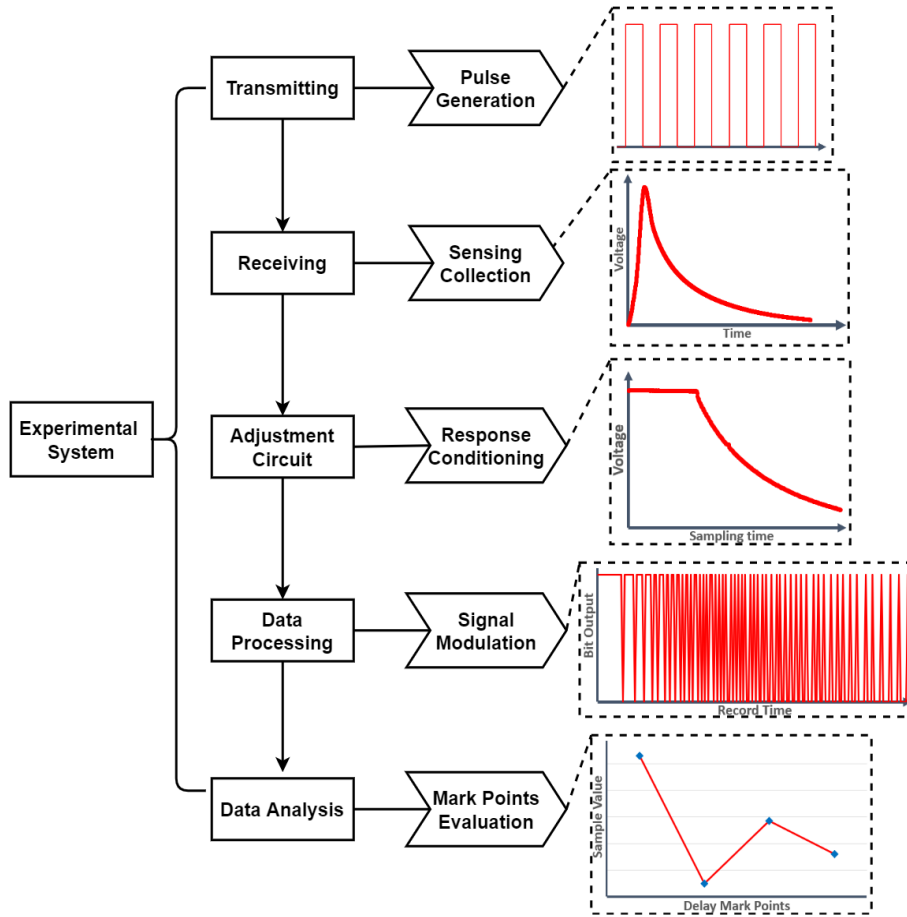 Transmitting
Pulse
Generation
Receiving
Sensing
Collection
Voltage
Time
Experimental
System
Adjustment
Circuit
Response
Conditioning
Voltage
Sampling time
Data
Processing
Signal
Modulation
Bit Output
Record Time
Data Analysis
Mark Points
Evaluation
Sample Value
Delay Mark Points